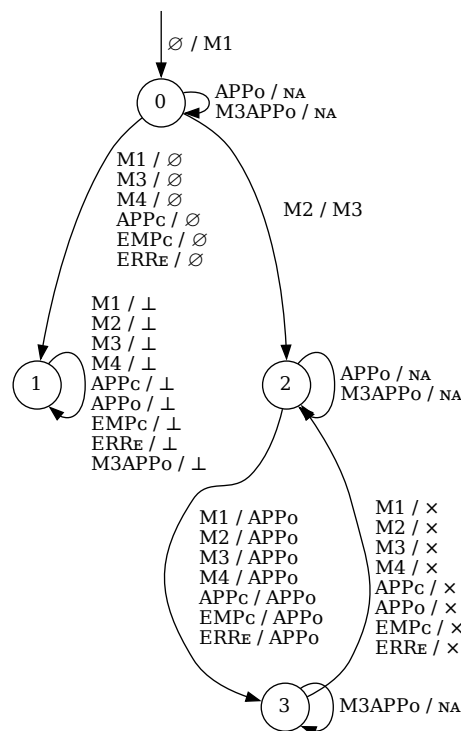 ∅ / M1
0
APPO / NA
M3APPO / NA
M1 / ∅
M3 / ∅
M4 / ∅
APPC / ∅
EMPC / ∅
ERRE / ∅
M2 / M3
M1 / ⊥
M2 / ⊥
M3 / ⊥
M4 / ⊥
APPC / ⊥
APPO / ⊥
EMPC / ⊥
ERRE / ⊥
M3APPO / ⊥
1
2
APPO / NA
M3APPO / NA
M1 / APPO
M2 / APPO
M3 / APPO
M4 / APPO
APPC / APPO
EMPC / APPO
ERRE / APPO
M1 / ×
M2 / ×
M3 / ×
M4 / ×
APPC / ×
APPO / ×
EMPC / ×
ERRE / ×
3
M3APPO / NA